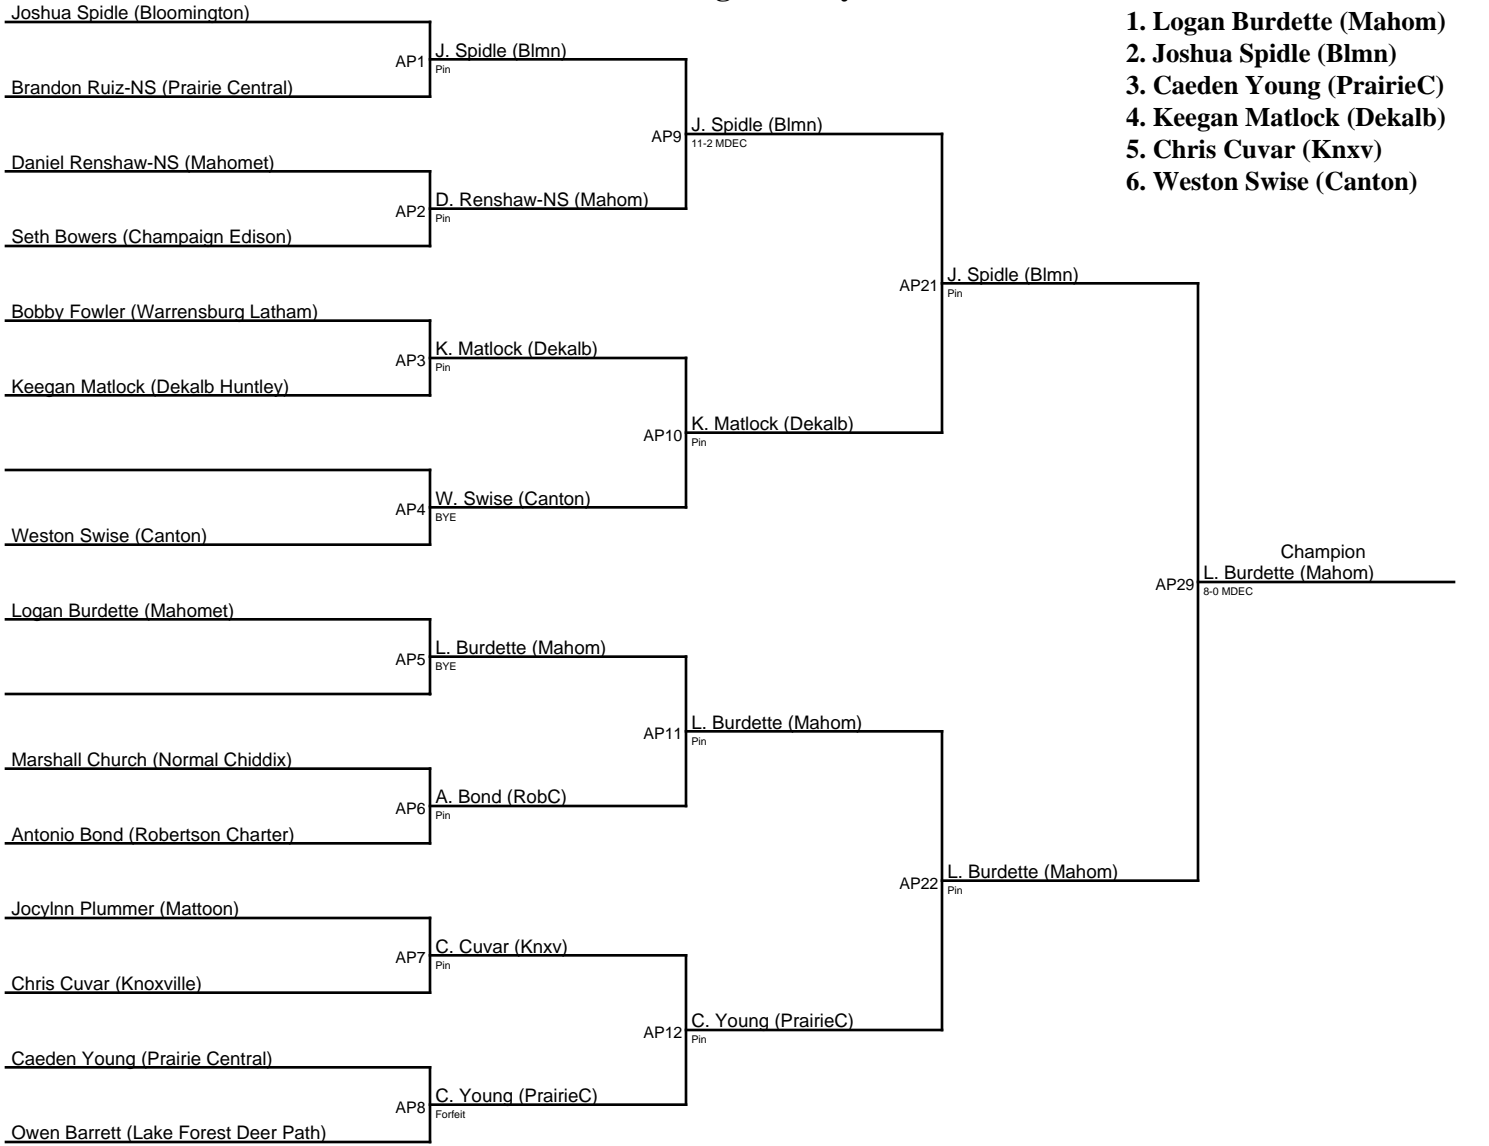 Joshua Spidle (Bloomington)
AP1
J. Spidle (Blmn)
Pin
Brandon Ruiz-NS (Prairie Central)
AP9
J. Spidle (Blmn)
11-2 MDEC
Daniel Renshaw-NS (Mahomet)
AP2
D. Renshaw-NS (Mahom)
Pin
Seth Bowers (Champaign Edison)
AP21
J. Spidle (Blmn)
Pin
Bobby Fowler (Warrensburg Latham)
AP3
K. Matlock (Dekalb)
Pin
Keegan Matlock (Dekalb Huntley)
AP10
K. Matlock (Dekalb)
Pin
AP4
W. Swise (Canton)
BYE
Weston Swise (Canton)
Champion
AP29
L. Burdette (Mahom)
8-0 MDEC
Logan Burdette (Mahomet)
AP5
L. Burdette (Mahom)
BYE
AP11
L. Burdette (Mahom)
Pin
Marshall Church (Normal Chiddix)
AP6
A. Bond (RobC)
Pin
Antonio Bond (Robertson Charter)
AP22
L. Burdette (Mahom)
Pin
Jocylnn Plummer (Mattoon)
AP7
C. Cuvar (Knxv)
Pin
Chris Cuvar (Knoxville)
AP12
C. Young (PrairieC)
Pin
Caeden Young (Prairie Central)
AP8
C. Young (PrairieC)
Forfeit
Owen Barrett (Lake Forest Deer Path)
1. Logan Burdette (Mahom)
2. Joshua Spidle (Blmn)
3. Caeden Young (PrairieC)
4. Keegan Matlock (Dekalb)
5. Chris Cuvar (Knxv)
6. Weston Swise (Canton)